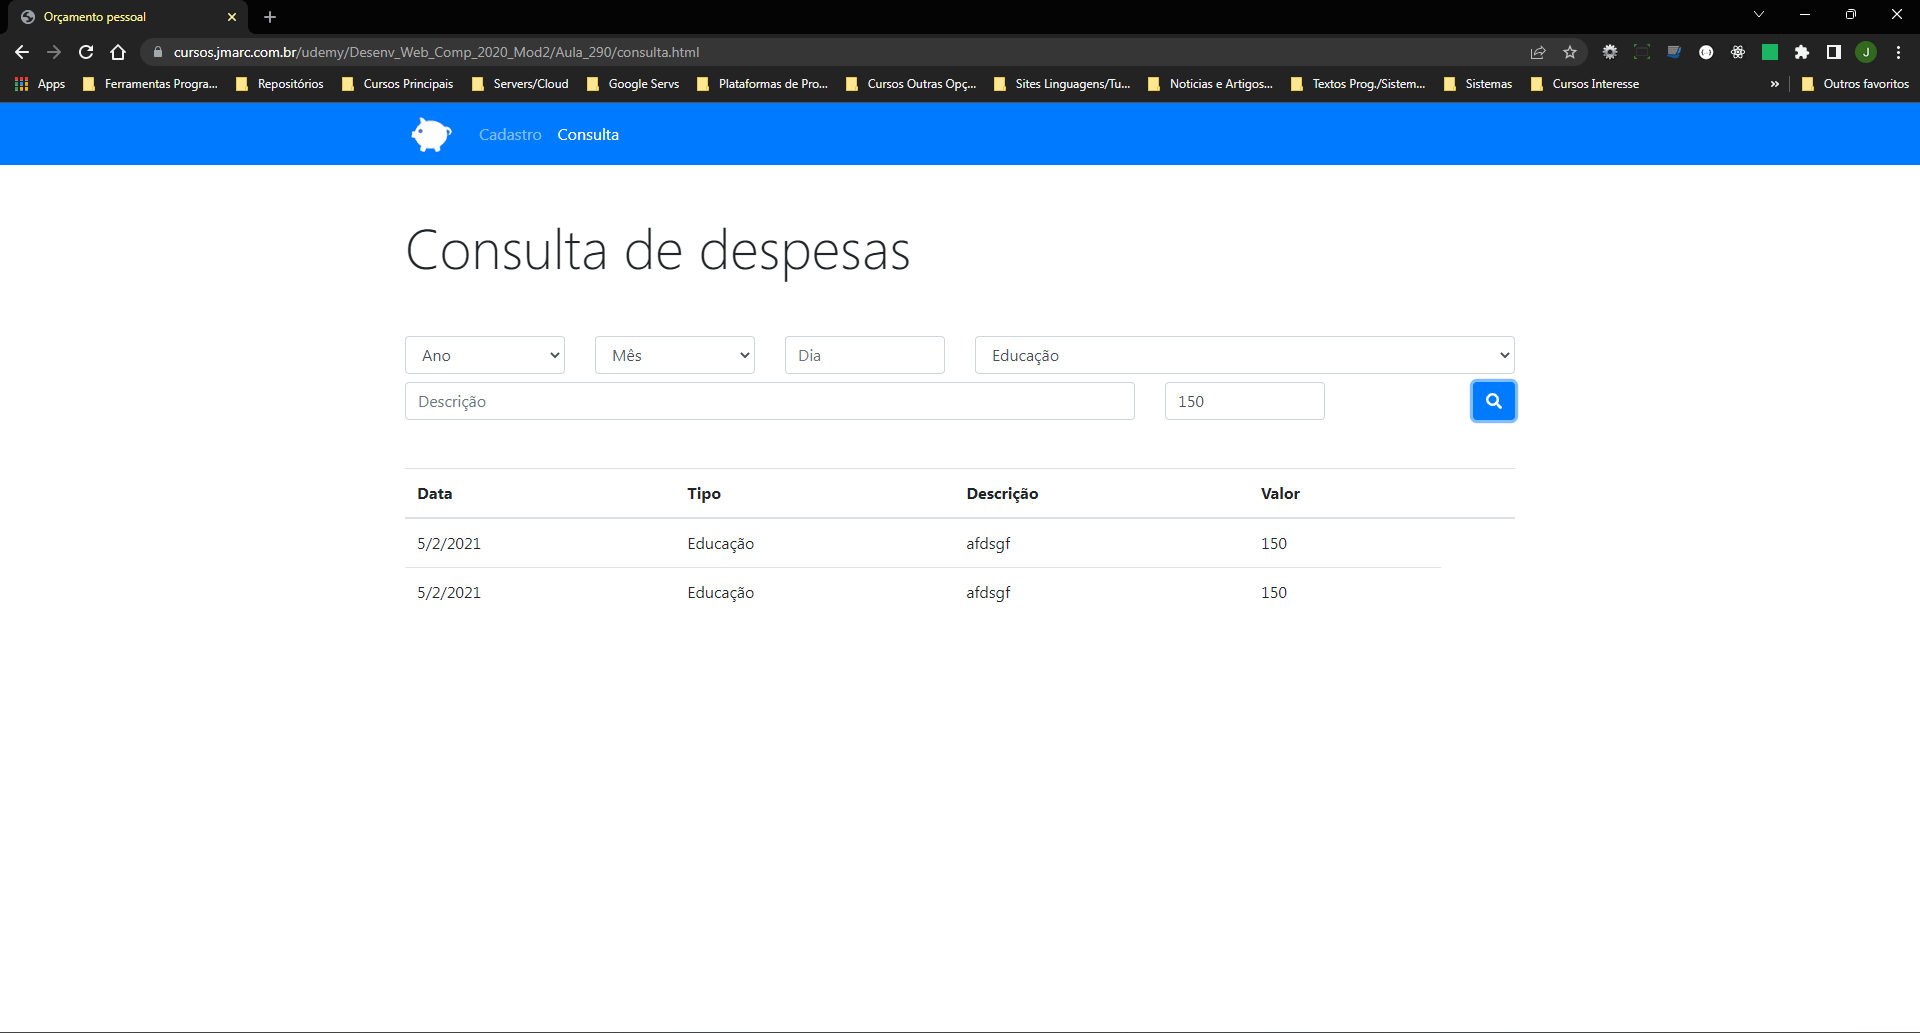 Orçamento pessoal
cursos.jmarc.com.br/udemy/Desenv_Web_Comp_2020_Mod2/Aula_290/consulta.html
J
Apps Ferramentas Progra... Repositórios Cursos Principais Servers/Cloud Google Servs Plataformas de Pro... Cursos Outras Opç... Sites Linguagens/Tu... Noticias e Artigos... Textos Prog./Sistem... Sistemas Cursos Interesse » Outros favoritos
Cadastro Consulta
Consulta de despesas
Ano Mês Dia Educação
Descrição 150
Data Tipo Descrição Valor
5/2/2021 Educação afdsgf 150
5/2/2021 Educação afdsgf 150